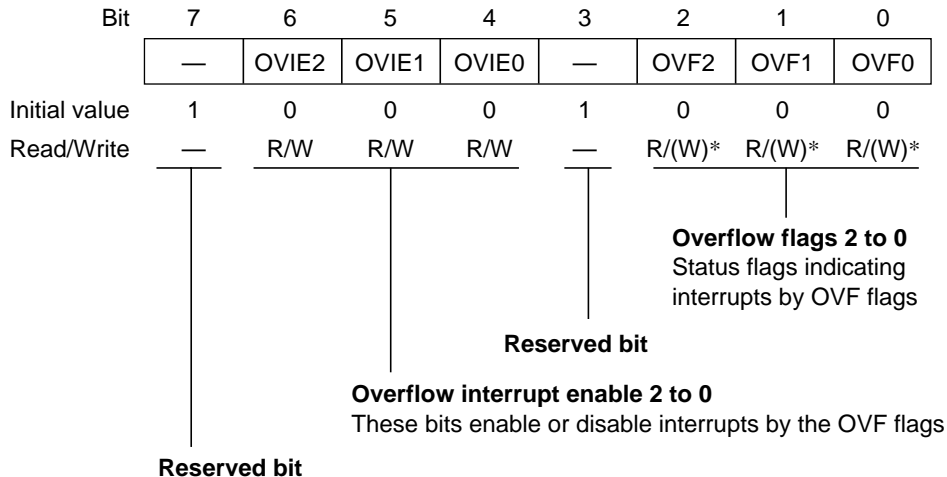 Bit 7 6 5 4 3 2 1 0
— OVIE2 OVIE1 OVIE0 — OVF2 OVF1 OVF0
Initial value 1 0 0 0 1 0 0 0
Read/Write — R/W R/W R/W — R/(W)* R/(W)* R/(W)*
Overflow flags 2 to 0
Status flags indicating
interrupts by OVF flags
Reserved bit
Overflow interrupt enable 2 to 0
These bits enable or disable interrupts by the OVF flags
Reserved bit